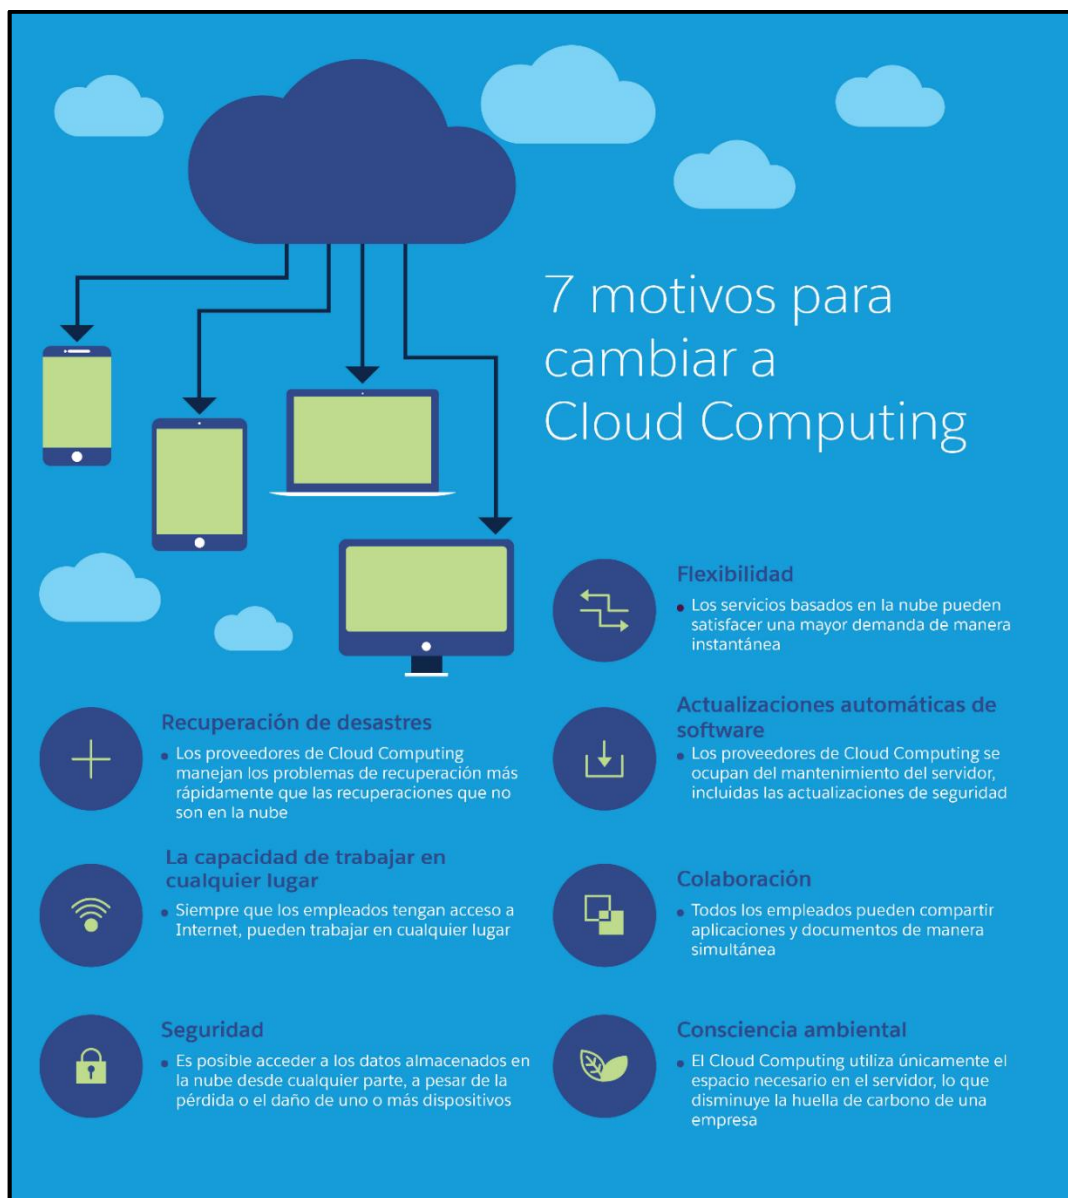 7 motivos para
cambiar a
Cloud Computing
Flexibilidad
Los servicios basados en la nube pueden
satisfacer una mayor demanda de manera
instantánea
Recuperación de desastres
Los proveedores de Cloud Computing
manejan los problemas de recuperación más
rápidamente que las recuperaciones que no
son en la nube
Actualizaciones automáticas de
software
Los proveedores de Cloud Computing se
ocupan del mantenimiento del servidor,
incluidas las actualizaciones de seguridad
La capacidad de trabajar en
cualquier lugar
Siempre que los empleados tengan acceso a
Internet, pueden trabajar en cualquier lugar
Colaboración
Todos los empleados pueden compartir
aplicaciones y documentos de manera
simultánea
Seguridad
Es posible acceder a los datos almacenados en
la nube desde cualquier parte, a pesar de la
pérdida o el daño de uno o más dispositivos
Consciencia ambiental
El Cloud Computing utiliza únicamente el
espacio necesario en el servidor, lo que
disminuye la huella de carbono de una
empresa